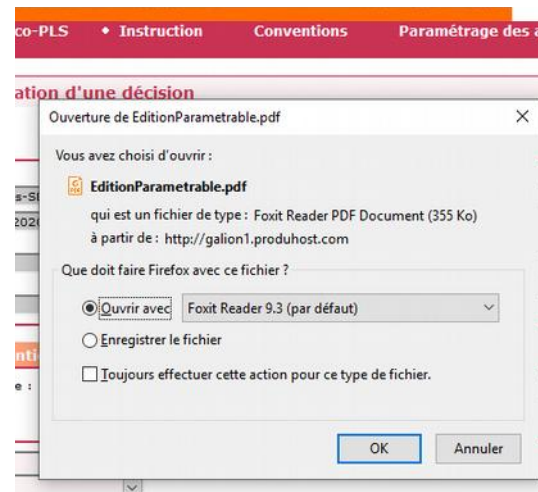 co-PLS • Instruction Conventions Paramétrage des a
ation d'une décision
Ouverture de EditionParametrable.pdf
Vous avez choisi d'ouvrir :
EditionParametrable.pdf
s-SI
qui est un fichier de type : Foxit Reader PDF Document (355 Ko)
202
à partir de : http://galion1.produhost.com
Que doit faire Firefox avec ce fichier ?
Ouvrir avec Foxit Reader 9.3 (par défaut)
Enregistrer le fichier
nti
e :
Toujours effectuer cette action pour ce type de fichier.
OK Annuler